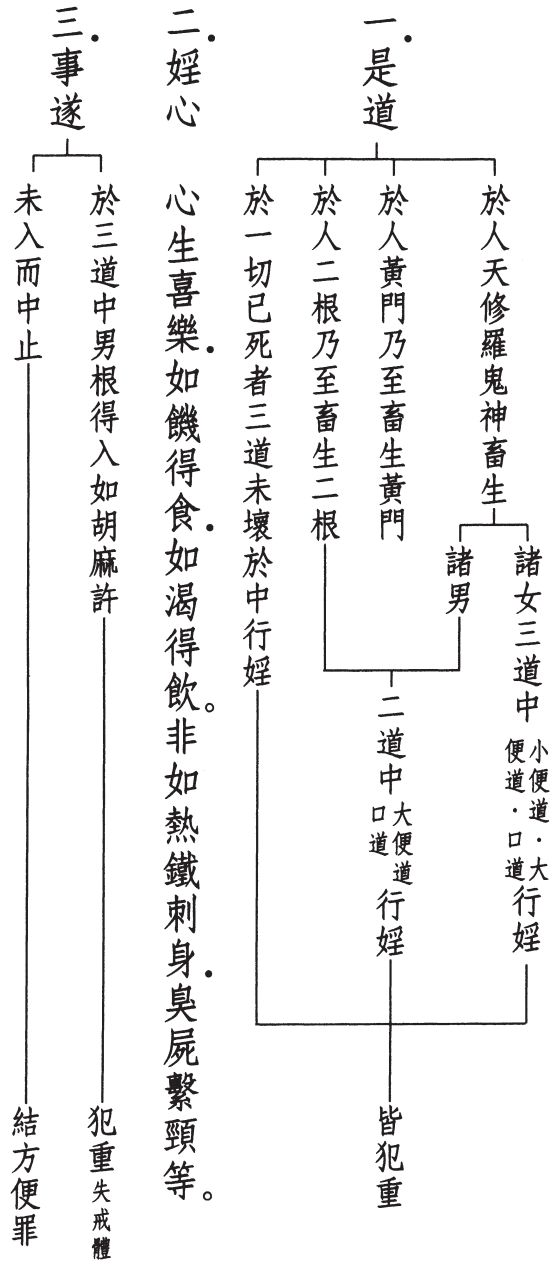 一．是道
於人天修羅鬼神畜生
諸女三道中
小便道．大
便道．口道
行婬
諸男
於人黃門乃至畜生黃門
於人二根乃至畜生二根
二道中
大便道
口道
行婬
於一切已死者三道未壞於中行婬
皆犯重
二．婬心
心生喜樂．如饑得食．如渴得飲。非如熱鐵刺身．臭屍繫頸等。
三．事遂
於三道中男根得入如胡麻許
犯重
失戒體
未入而中止
結方便罪